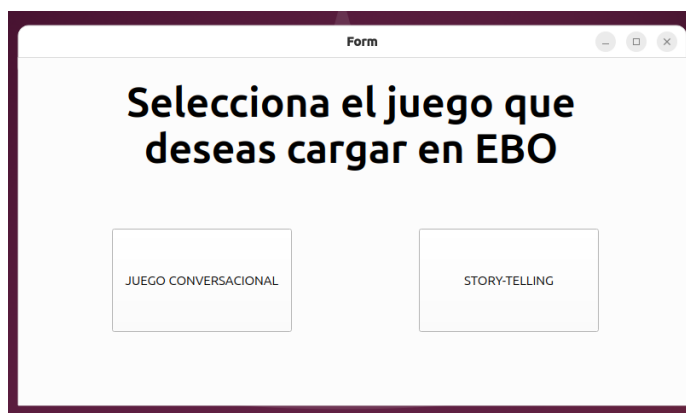 Form
Selecciona el juego que
deseas cargar en EBO
JUEGO CONVERSACIONAL
STORY-TELLING